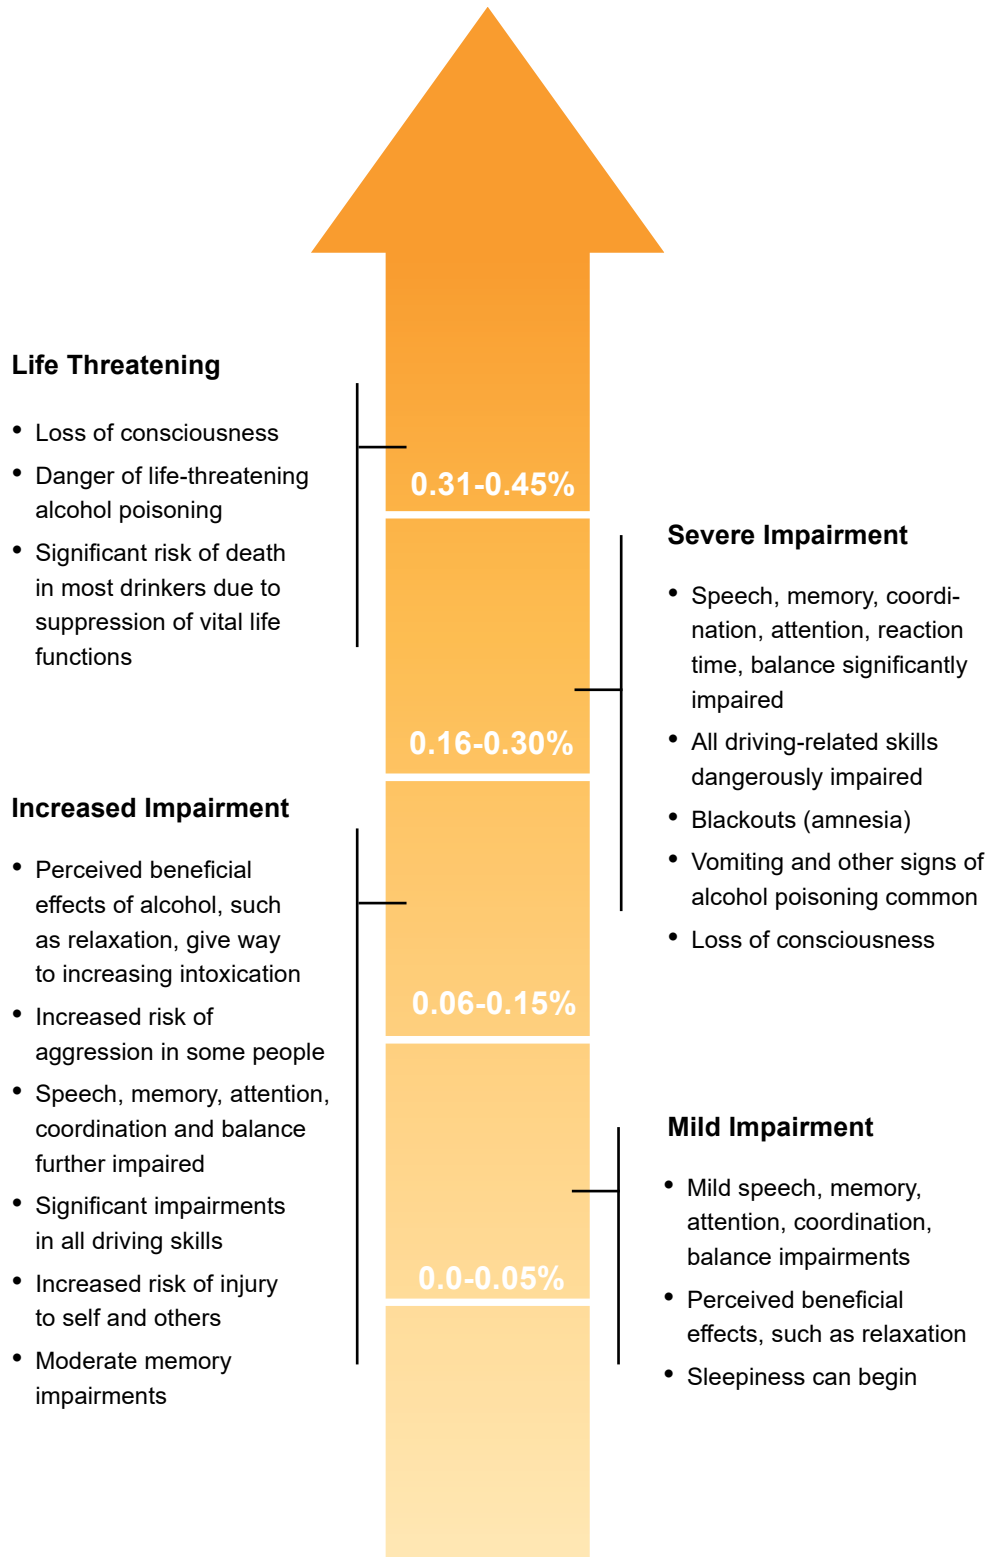 Life Threatening
• Loss of consciousness
• Danger of life-threatening
alcohol poisoning
• Significant risk of death
in most drinkers due to
suppression of vital life
functions
0.31-0.45%
Severe Impairment
• Speech, memory, coordi-
nation, attention, reaction
time, balance significantly
impaired
• All driving-related skills
dangerously impaired
• Blackouts (amnesia)
• Vomiting and other signs of
alcohol poisoning common
• Loss of consciousness
0.16-0.30%
Increased Impairment
• Perceived beneficial
effects of alcohol, such
as relaxation, give way
to increasing intoxication
• Increased risk of
aggression in some people
• Speech, memory, attention,
coordination and balance
further impaired
• Significant impairments
in all driving skills
• Increased risk of injury
to self and others
• Moderate memory
impairments
0.06-0.15%
Mild Impairment
• Mild speech, memory,
attention, coordination,
balance impairments
• Perceived beneficial
effects, such as relaxation
• Sleepiness can begin
0.0-0.05%